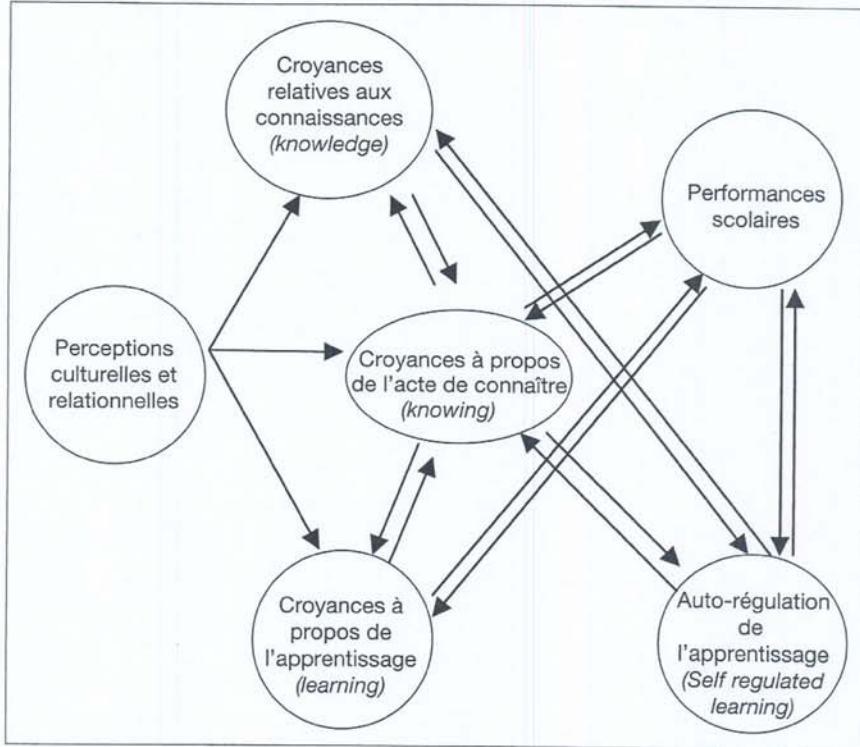 Croyances
relatives aux
connaissances
(knowledge)
Performances
scolaires
Perceptions
culturelles et
relationnelles
Croyances à propos
de l'acte de connaître
(knowing)
Croyances à
propos de
l'apprentissage
(learning)
Auto-régulation
de
l'apprentissage
(Self regulated
learning)